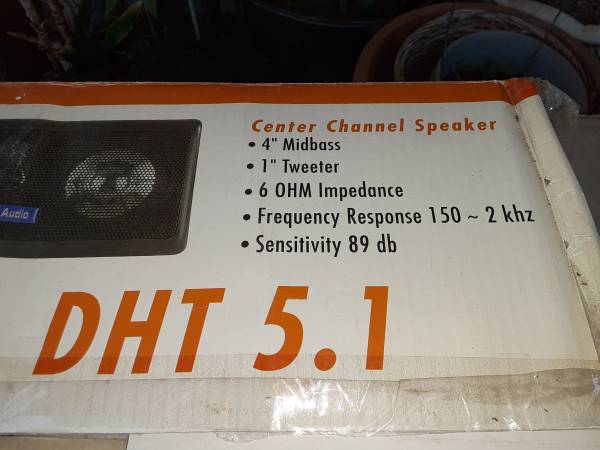 Center Channel Speaker
• 4" Midbass
• 1" Tweeter
• 6 OHM Impedance
• Frequency Response 150 ~ 2 khz
• Sensitivity 89 db
Audio
DHT 5.1